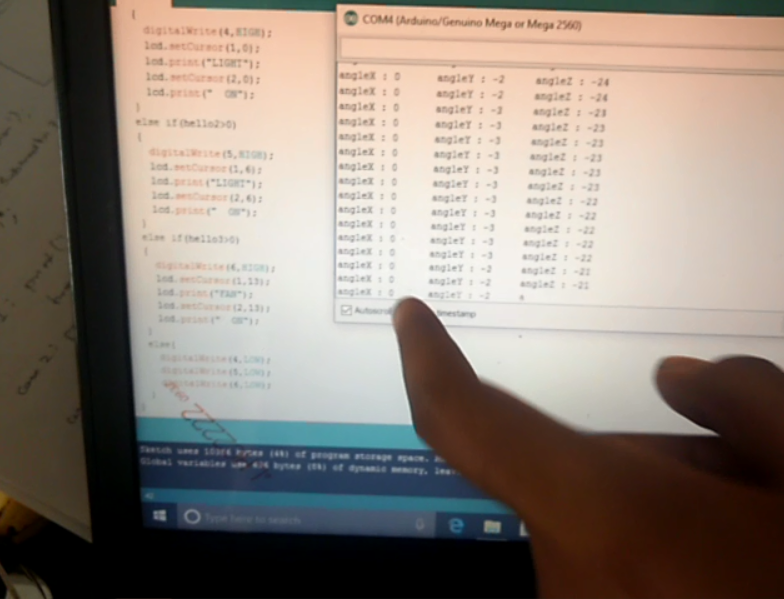 {
digitalWrite(4,HIGH);
lcd.setCursor(1,0);
lcd.print("LIGHT");
lcd.setCursor(2,0);
lcd.print(" ON");
}
else if(hello2>0)
{
digitalWrite(5,HIGH);
lcd.setCursor(1,6);
lcd.print("LIGHT");
lcd.setCursor(2,6);
lcd.print(" ON");
}
else if(hello3>0)
{
digitalWrite(6,HIGH);
lcd.setCursor(1,13);
lcd.print("FAN");
lcd.setCursor(2,13);
lcd.print(" ON");
}
else{
digitalWrite(4,LOW);
digitalWrite(5,LOW);
digitalWrite(6,LOW);
}
}
COM4 (Arduino/Genuino Mega or Mega 2560)
angleX : 0 angleY : -2 angleZ : -24
angleX : 0 angleY : -2 angleZ : -24
angleX : 0 angleY : -3 angleZ : -23
angleX : 0 angleY : -3 angleZ : -23
angleX : 0 angleY : -3 angleZ : -23
angleX : 0 angleY : -3 angleZ : -23
angleX : 0 angleY : -3 angleZ : -23
angleX : 0 angleY : -3 angleZ : -23
angleX : 0 angleY : -3 angleZ : -22
angleX : 0 angleY : -3 angleZ : -22
angleX : 0 angleY : -3 angleZ : -22
angleX : 0 angleY : -3 angleZ : -22
angleX : 0 angleY : -3 angleZ : -22
angleX : 0 angleY : -2 angleZ : -21
angleX : 0 angleY : -2 angleZ : -21
angleX : 0 angleY : -2 a
timestamp
Sketch uses bytes (4%) of program storage space.
Global variables use bytes (5%) of dynamic memory,
Type here to search